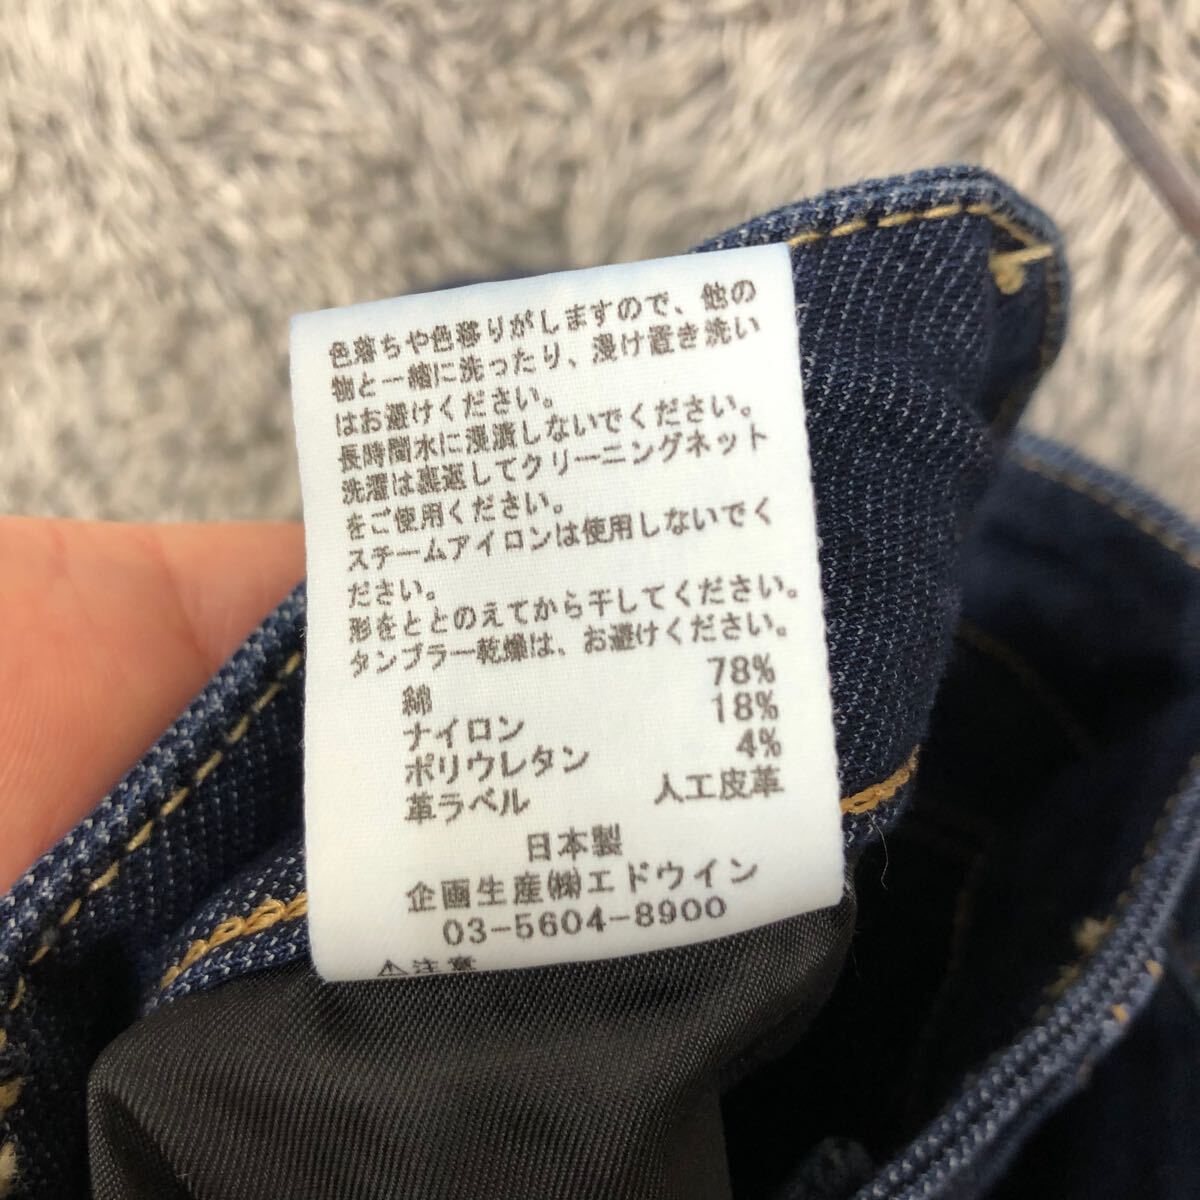 色落ちや色移りがしますので、他の
物と一緒に洗ったり、浸け置き洗い
はお避けください。
長時間水に浸漬しないでください。
洗濯は裏返してクリーニングネット
をご使用ください。
スチームアイロンは使用しないでく
ださい。
形をととのえてから干してください。
タンブラー乾燥は、お避けください。
綿 78%
ナイロン 18%
ポリウレタン 4%
革ラベル 人工皮革
日本製
企画生産㈱エドウイン
03-5604-8900
⚠注意